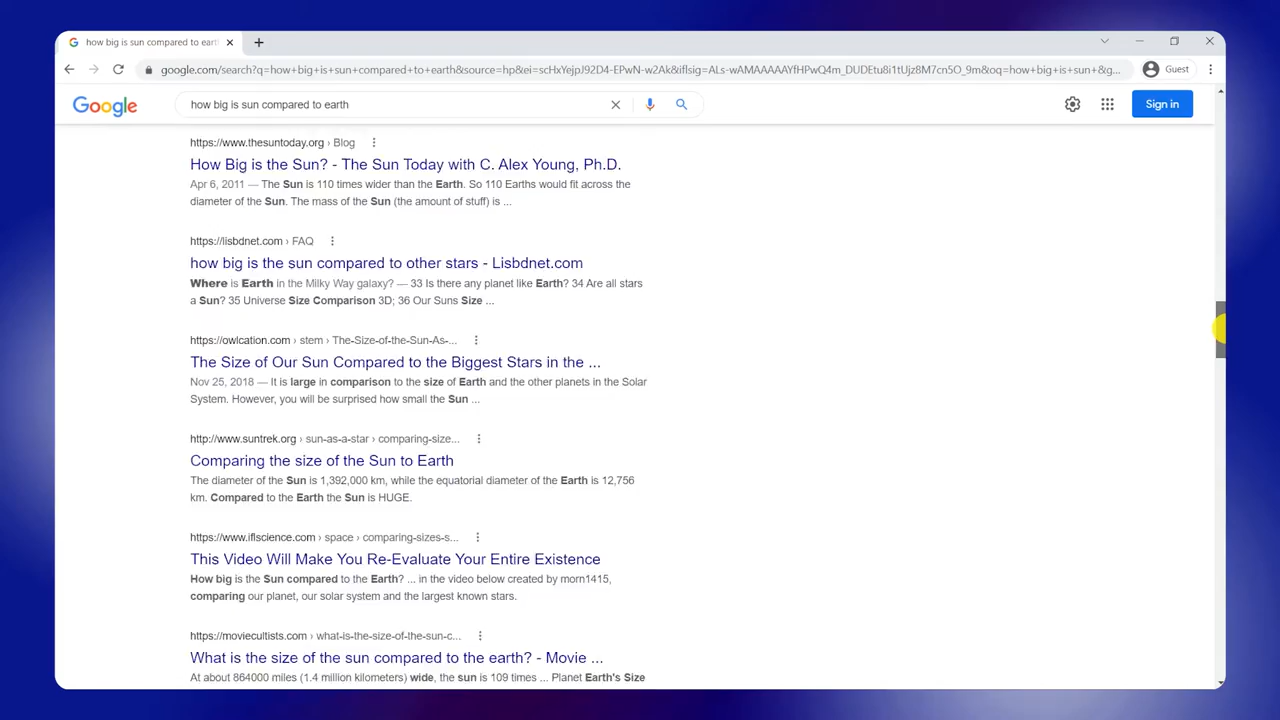 how big is sun compared to eart
google.com/search?q=how+big+is+sun+compared+to+earth&source=hp&ei=scHxYejpJ92D4-EPwN-w2Ak&iflsig=ALs-wAMAAAAAYfHPwQ4m_DUDEtu8i1tUjz8M7cn5O_9m&oq=how+big+is+sun+&g...
Guest
Google
how big is sun compared to earth
Sign in
https://www.thesuntoday.org › Blog
How Big is the Sun? - The Sun Today with C. Alex Young, Ph.D.
Apr 6, 2011 — The Sun is 110 times wider than the Earth. So 110 Earths would fit across the
diameter of the Sun. The mass of the Sun (the amount of stuff) is ...
https://lisbdnet.com › FAQ
how big is the sun compared to other stars - Lisbdnet.com
Where is Earth in the Milky Way galaxy? — 33 Is there any planet like Earth? 34 Are all stars
a Sun? 35 Universe Size Comparison 3D; 36 Our Suns Size ...
https://owlcation.com › stem › The-Size-of-the-Sun-As-...
The Size of Our Sun Compared to the Biggest Stars in the ...
Nov 25, 2018 — It is large in comparison to the size of Earth and the other planets in the Solar
System. However, you will be surprised how small the Sun ...
http://www.suntrek.org › sun-as-a-star › comparing-size...
Comparing the size of the Sun to Earth
The diameter of the Sun is 1,392,000 km, while the equatorial diameter of the Earth is 12,756
km. Compared to the Earth the Sun is HUGE.
https://www.iflscience.com › space › comparing-sizes-s...
This Video Will Make You Re-Evaluate Your Entire Existence
How big is the Sun compared to the Earth? ... in the video below created by morn1415,
comparing our planet, our solar system and the largest known stars.
https://moviecultists.com › what-is-the-size-of-the-sun-c...
What is the size of the sun compared to the earth? - Movie ...
At about 864000 miles (1.4 million kilometers) wide, the sun is 109 times ... Planet Earth's Size